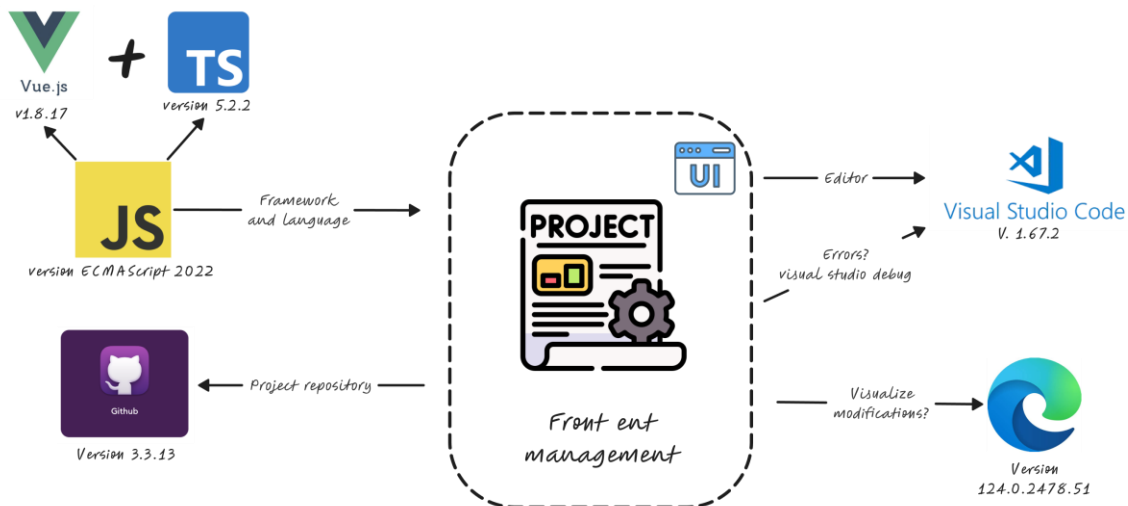 Vue.js
v1.8.17
TS
version 5.2.2
JS
version ECMAScript 2022
Framework
and language
Github
Version 3.3.13
Project repository
UI
PROJECT
Front ent
management
Editor
Visual Studio Code
V. 1.67.2
Errors?
visual studio debug
Visualize
modifications?
Version
124.0.2478.51